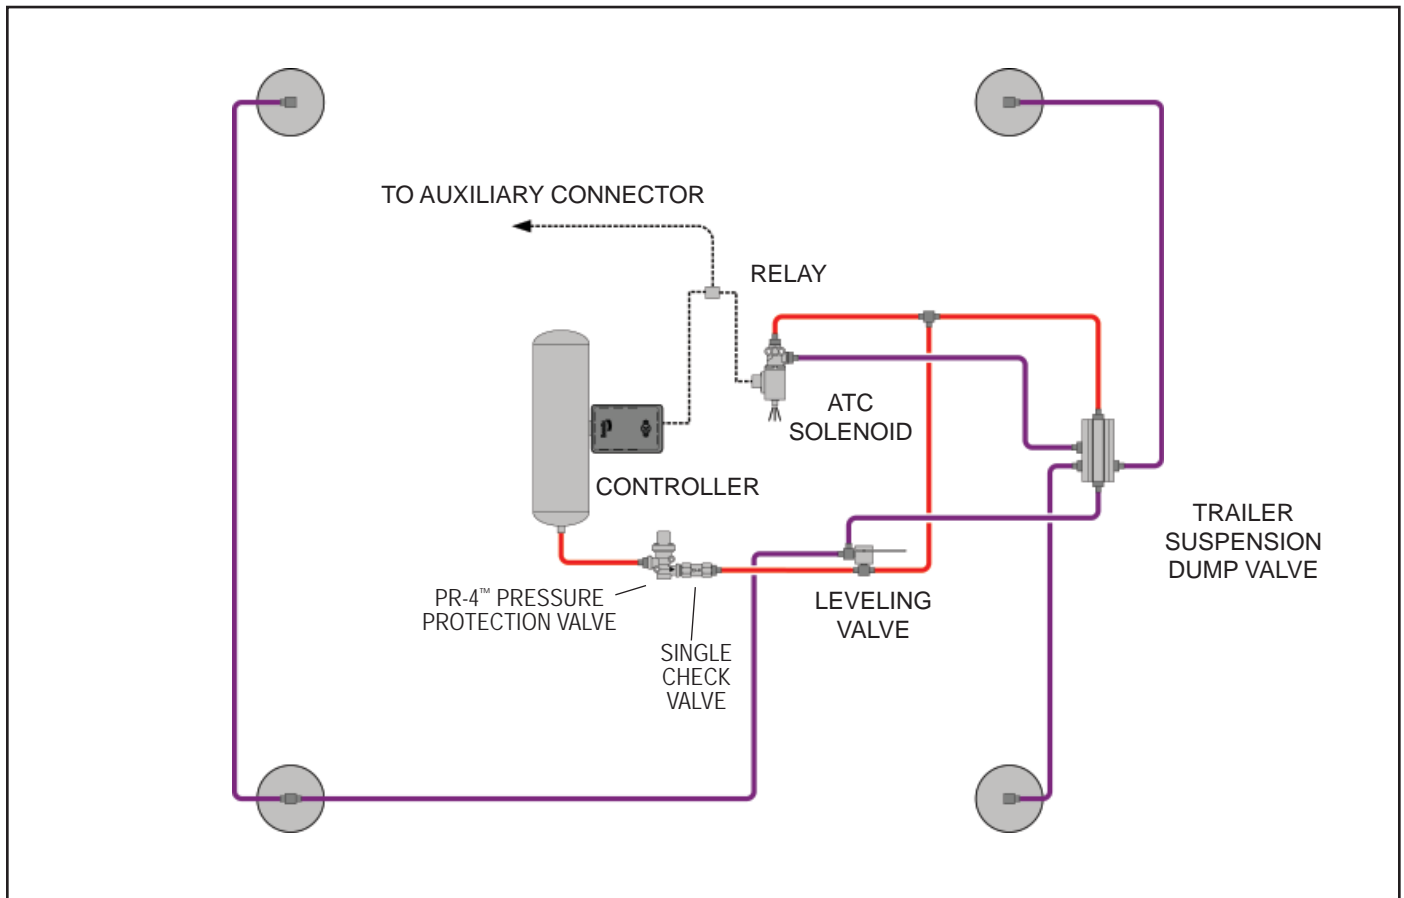 TO AUXILIARY CONNECTOR
RELAY
ATC
SOLENOID
CONTROLLER
TRAILER
SUSPENSION
DUMP VALVE
PR-4™ PRESSURE
PROTECTION VALVE
LEVELING
VALVE
SINGLE
CHECK
VALVE